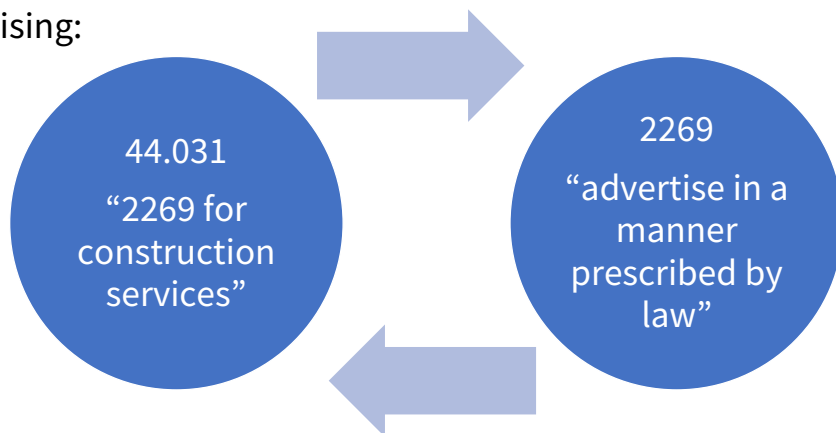 ising:
44.031
“2269 for
construction
services”
2269
“advertise in a
manner
prescribed by
law”